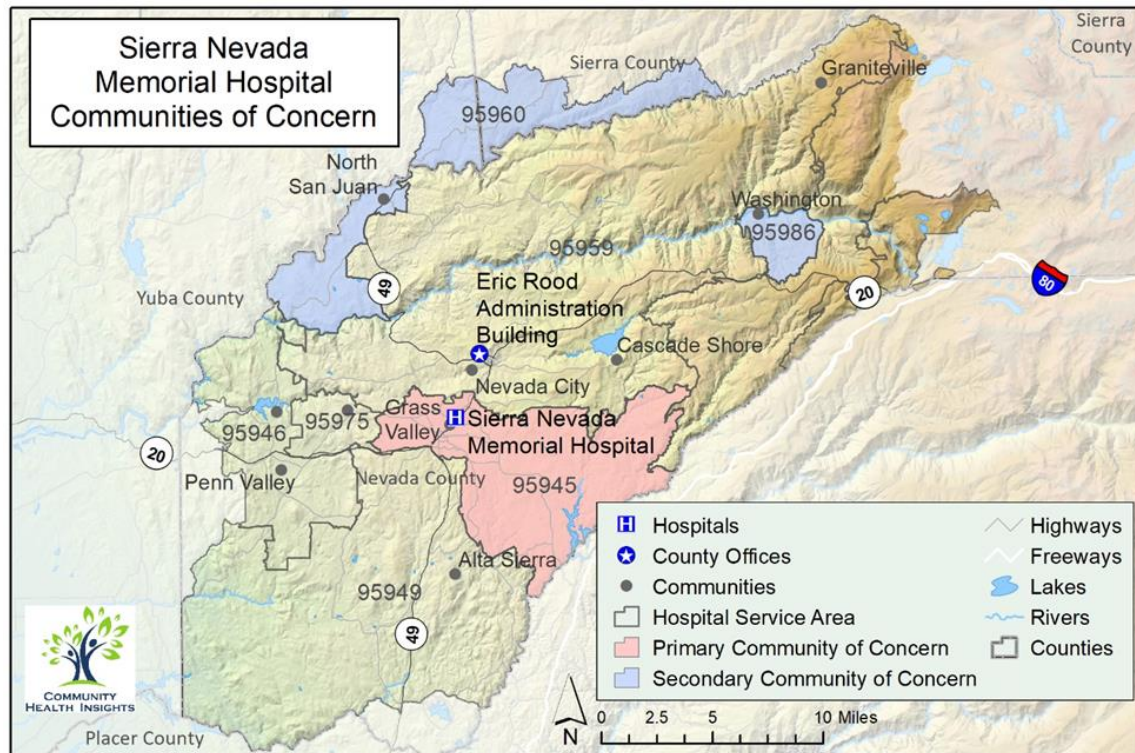 Sierra Nevada
Memorial Hospital
Communities of Concern
Sierra
County
Sierra County
Graniteville
95960
North
San Juan
Washington
95986
95959
49
Eric Rood
Administration
Building
80
20
Yuba County
Cascade Shore
Nevada City
Grass
Valley
H
Sierra Nevada
Memorial Hospital
95975
95946
20
Penn Valley
Nevada County
95945
Alta Sierra
95949
49
H Hospitals
County Offices
Communities
Hospital Service Area
Primary Community of Concern
Secondary Community of Concern
Highways
Freeways
Lakes
Rivers
Counties
COMMUNITY
HEALTH INSIGHTS
Placer County
N
0 2.5 5 10 Miles